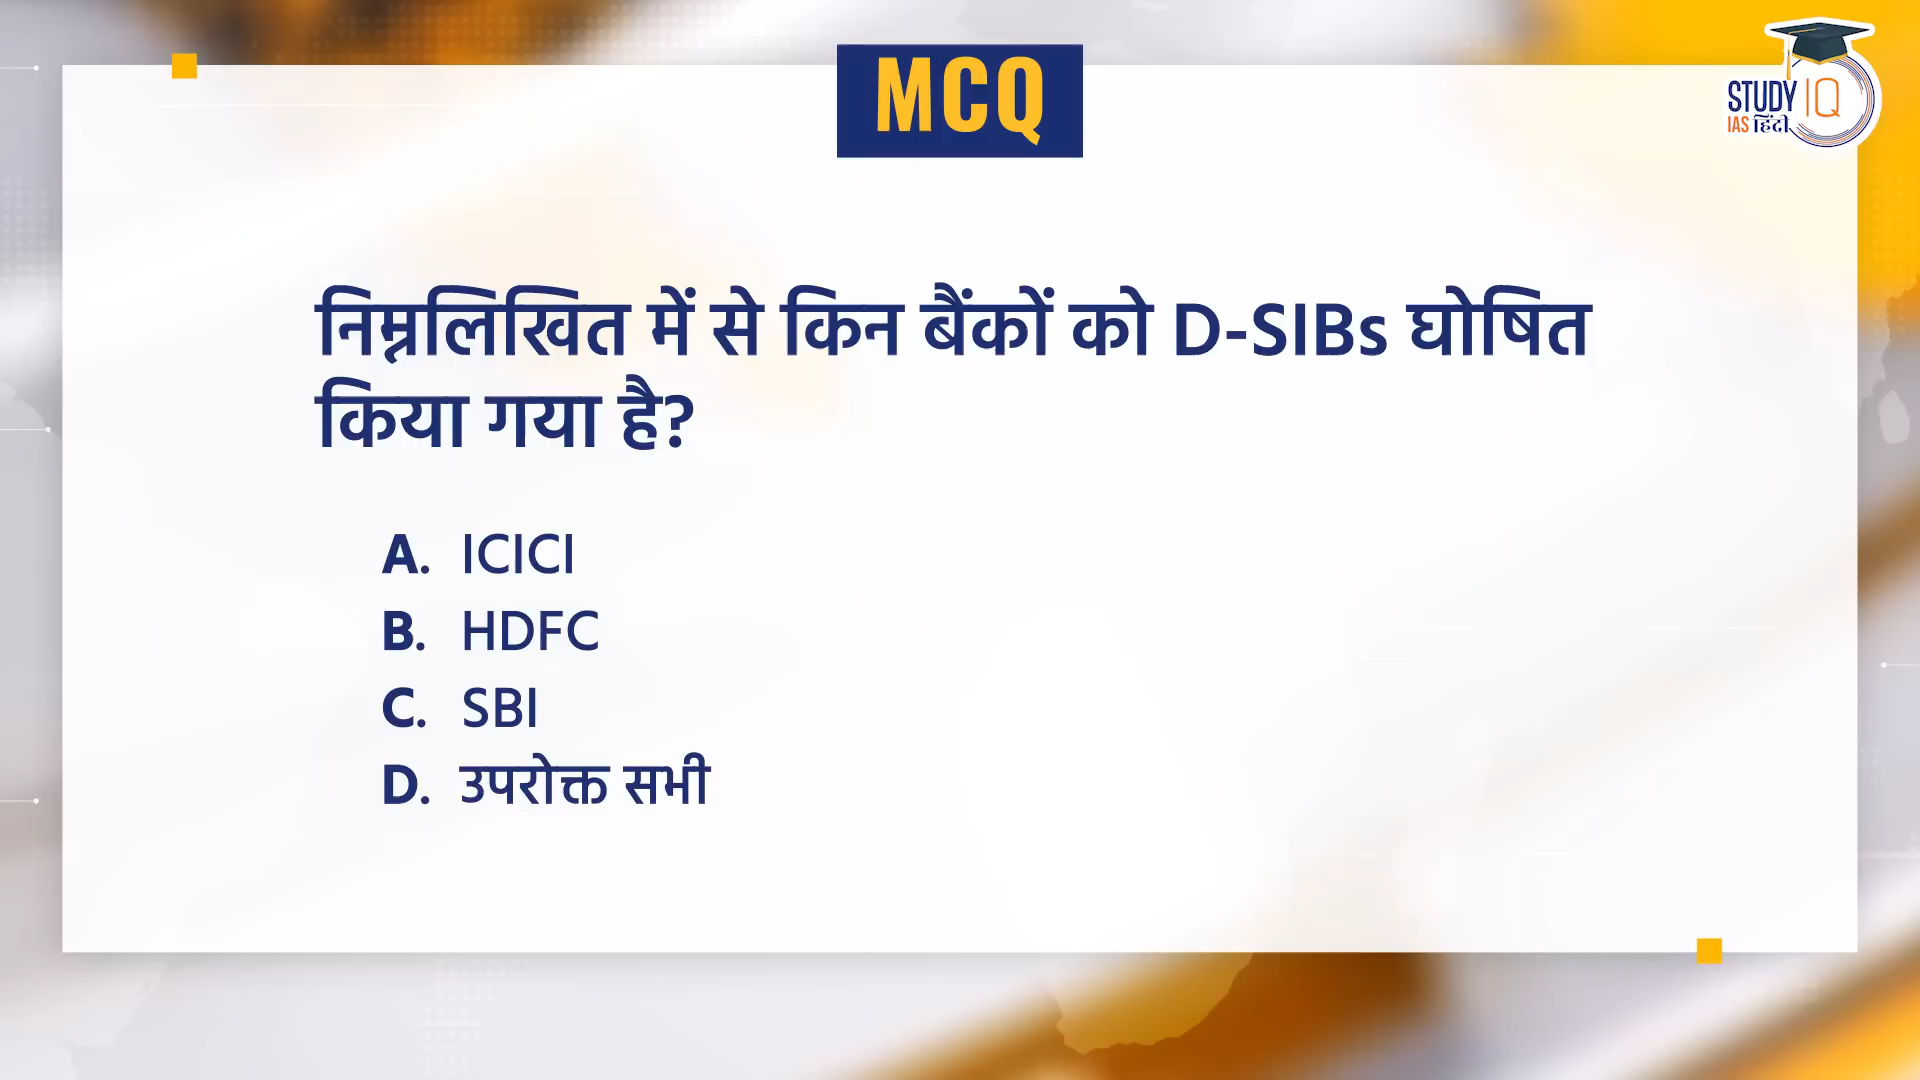 MCQ
STUDY IQ
IAS हिंदी
निम्नलिखित में से किन बैंकों को D-SIBs घोषित
किया गया है?
A. ICICI
B. HDFC
C. SBI
D. उपरोक्त सभी